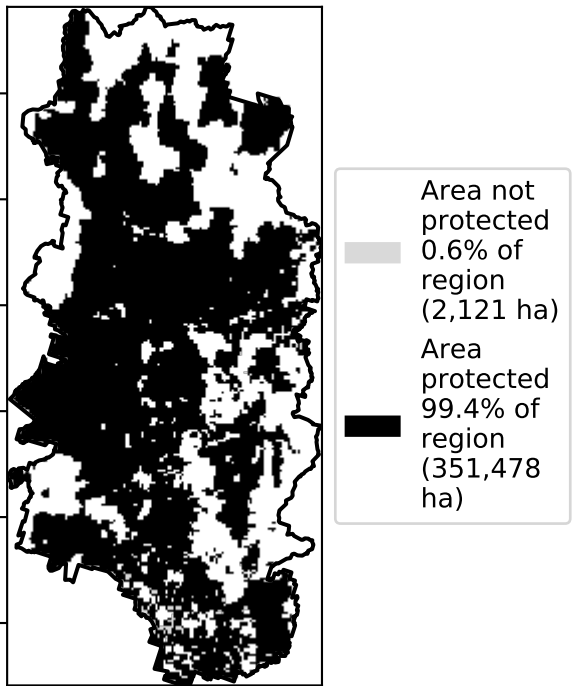 Area not
protected
0.6% of
region
(2,121 ha)
Area
protected
99.4% of
region
(351,478
ha)